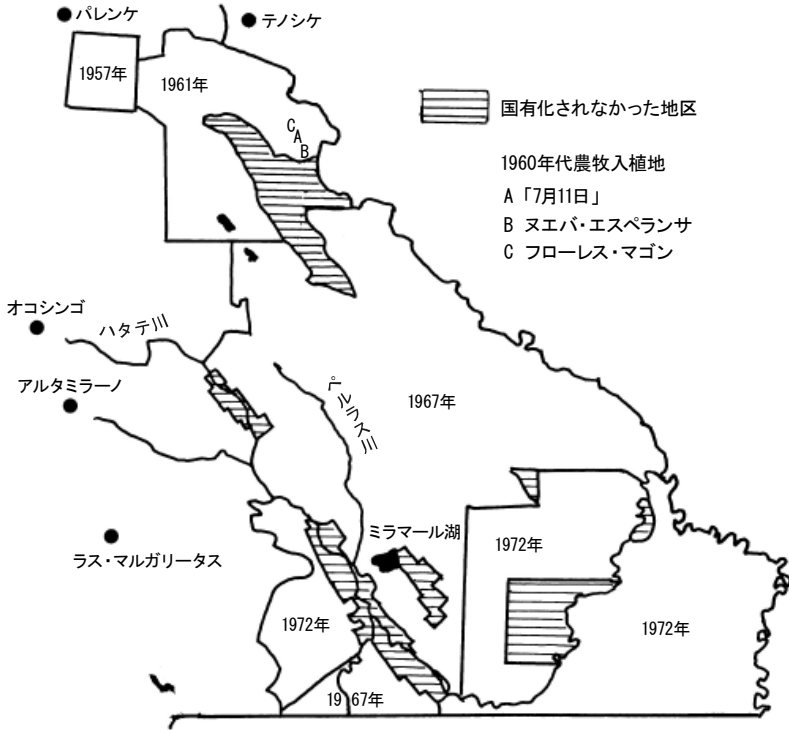 パレンケ
テノシケ
1957年
1961年
C
A
B
国有化されなかった地区
1960年代農牧入植地
A 「7月11日」
B ヌエバ・エスペランサ
C フローレス・マゴン
オコシンゴ
ハタテ川
アルタミラーノ
ペルラス川
1967年
ミラマール湖
ラス・マルガリータス
1972年
1972年
1972年
1967年